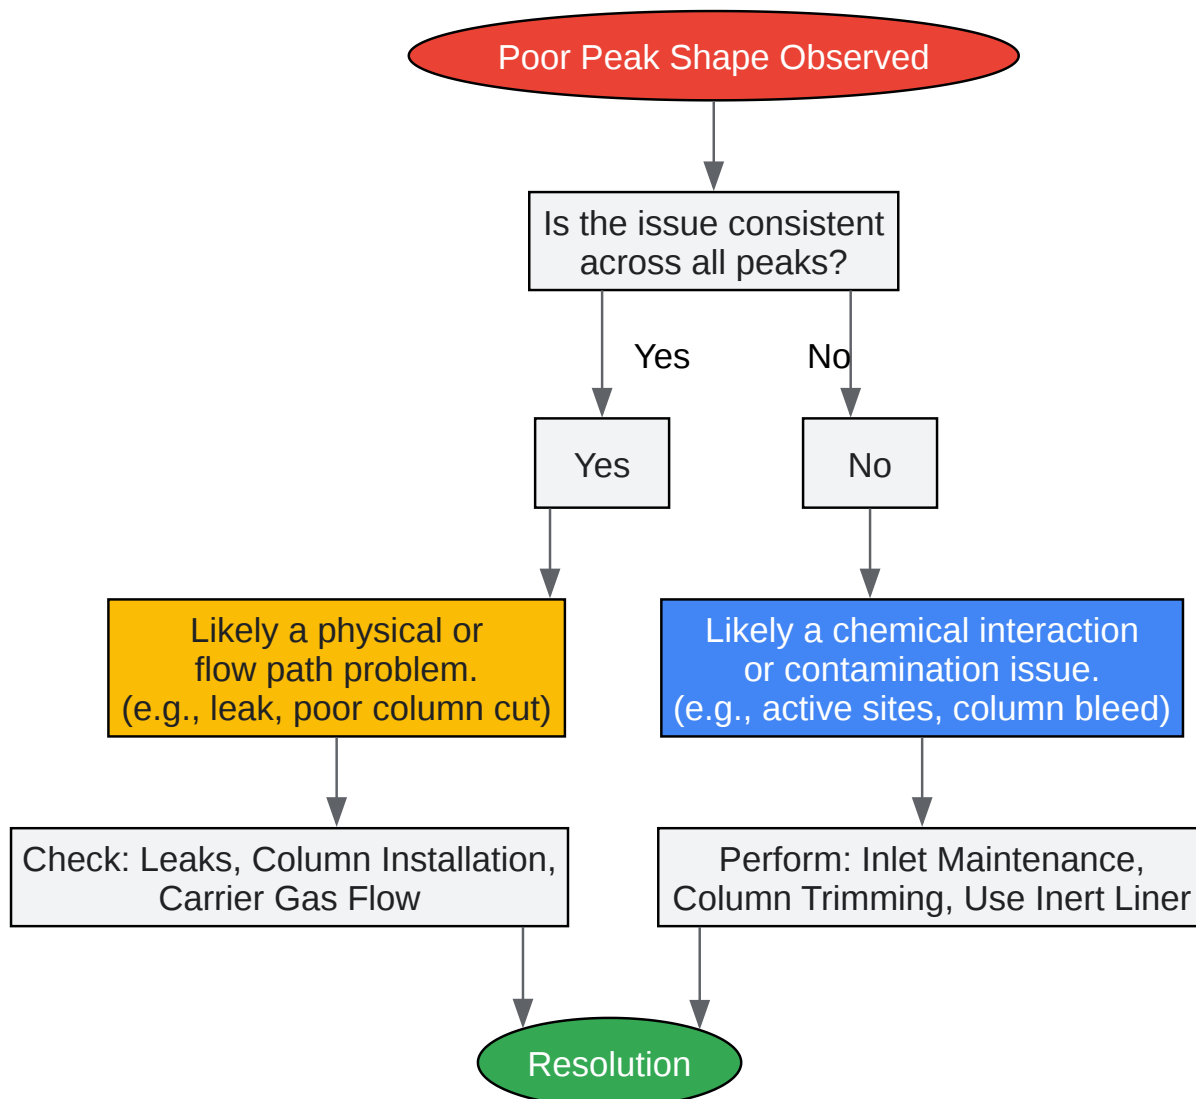 Poor Peak Shape Observed
Is the issue consistent
across all peaks?
Yes
No
Yes
No
Likely a physical or
flow path problem.
(e.g., leak, poor column cut)
Likely a chemical interaction
or contamination issue.
(e.g., active sites, column bleed)
Check: Leaks, Column Installation,
Carrier Gas Flow
Perform: Inlet Maintenance,
Column Trimming, Use Inert Liner
Resolution